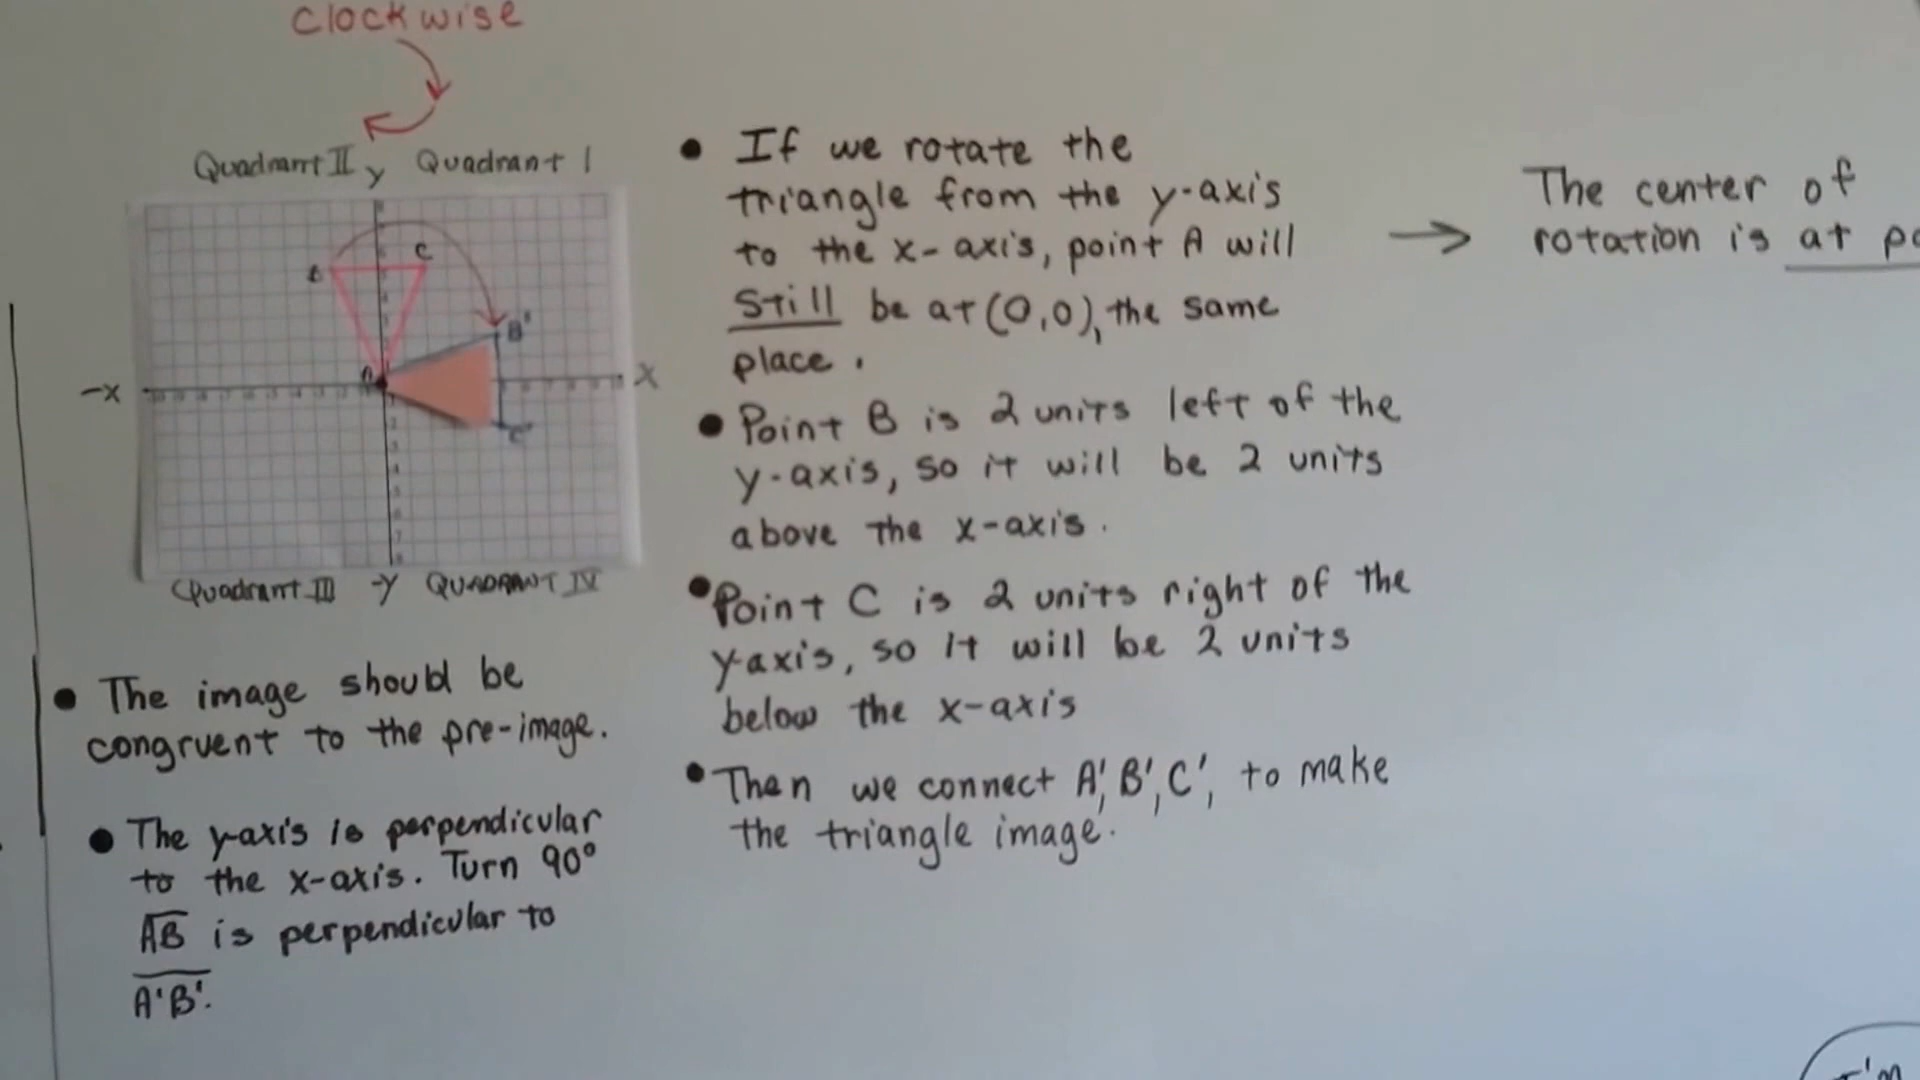 Clockwise
Quadrant II y Quadrant I
C
B'
A
-X X
C'
Quadrant III -y QUADRANT IV
• The image should be
congruent to the pre-image.
• The y-axis is perpendicular
to the x-axis. Turn 90°
AB is perpendicular to
A'B'.
• If we rotate the
triangle from the y-axis
to the x-axis, point A will
still be at (0,0), the same
place.
• Point B is 2 units left of the
y-axis, so it will be 2 units
above the x-axis.
• Point C is 2 units right of the
y-axis, so it will be 2 units
below the x-axis
• Then we connect A', B', C', to make
the triangle image.
→ The center of
rotation is at po
I'm